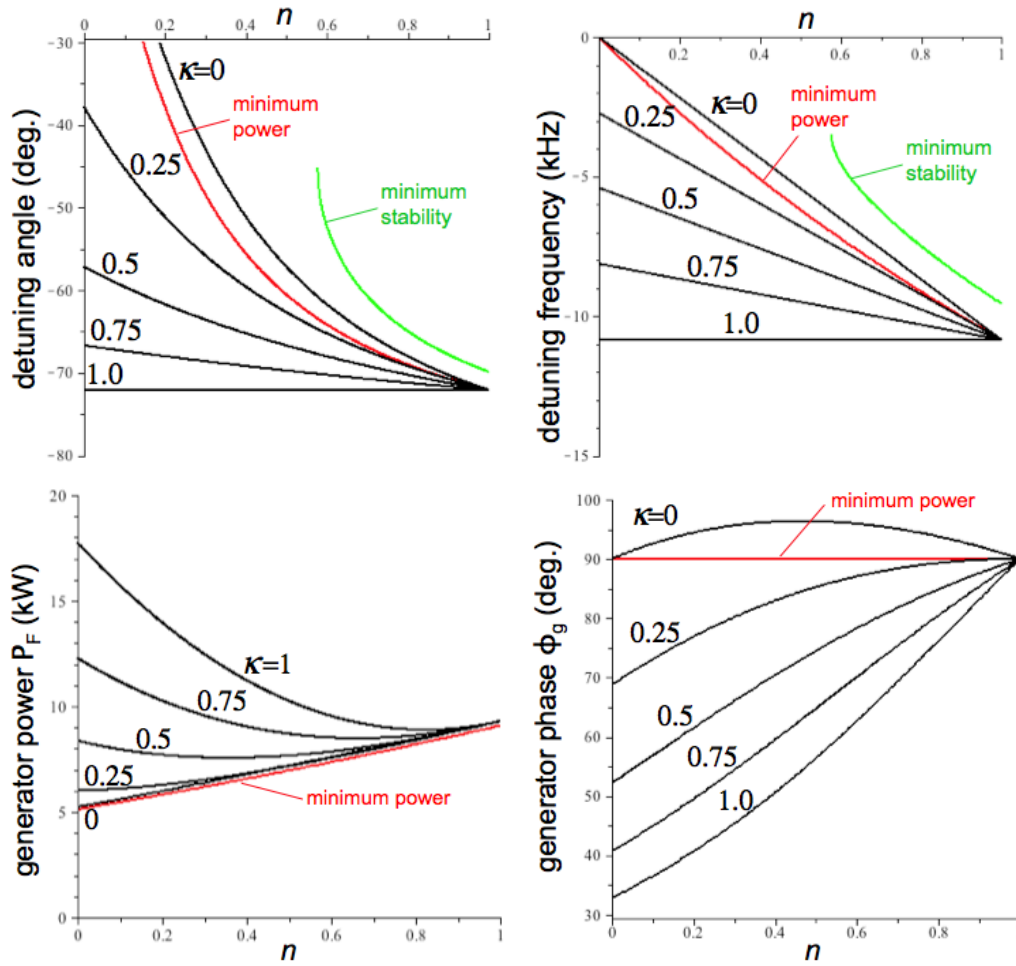 n
0 0.2 0.4 0.6 0.8 1
-30
-40
-50
-60
-70
-80
detuning angle (deg.)
κ=0
minimum
power
0.25
minimum
stability
0.5
0.75
1.0
n
0.2 0.4 0.6 0.8 1
0
-5
-10
-15
detuning frequency (kHz)
κ=0
minimum
power
0.25
minimum
stability
0.5
0.75
1.0
20
15
10
5
0
generator power P_F (kW)
κ=1
0.75
0.5
0.25
0
minimum power
0 0.2 0.4 0.6 0.8 1
n
100
90
80
70
60
50
40
30
generator phase ϕ_g (deg.)
κ=0
minimum power
0.25
0.5
0.75
1.0
0 0.2 0.4 0.6 0.8
n